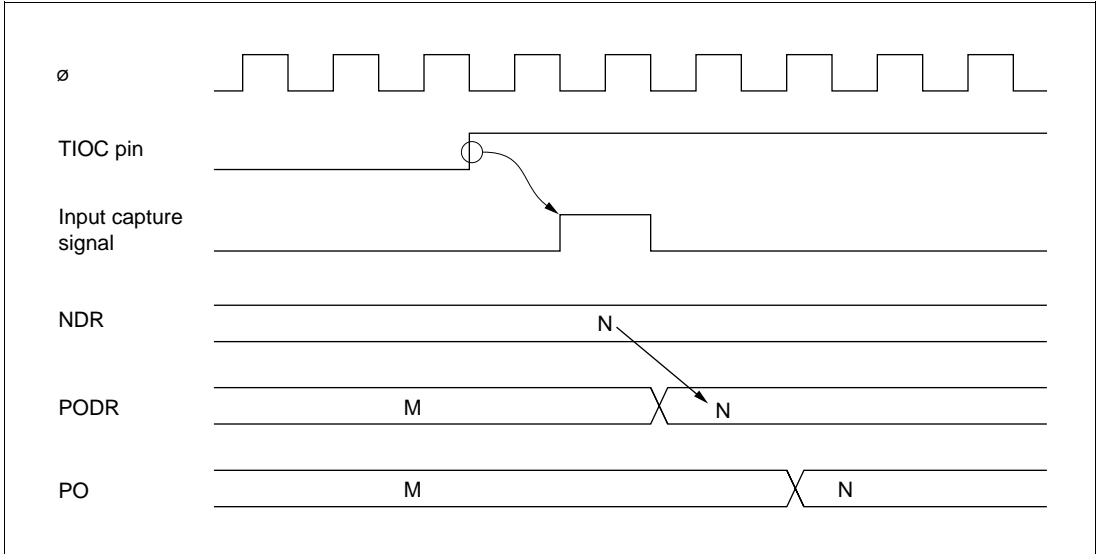 ø
TIOC pin
Input capture
signal
NDR
N
PODR
M
N
PO
M
N